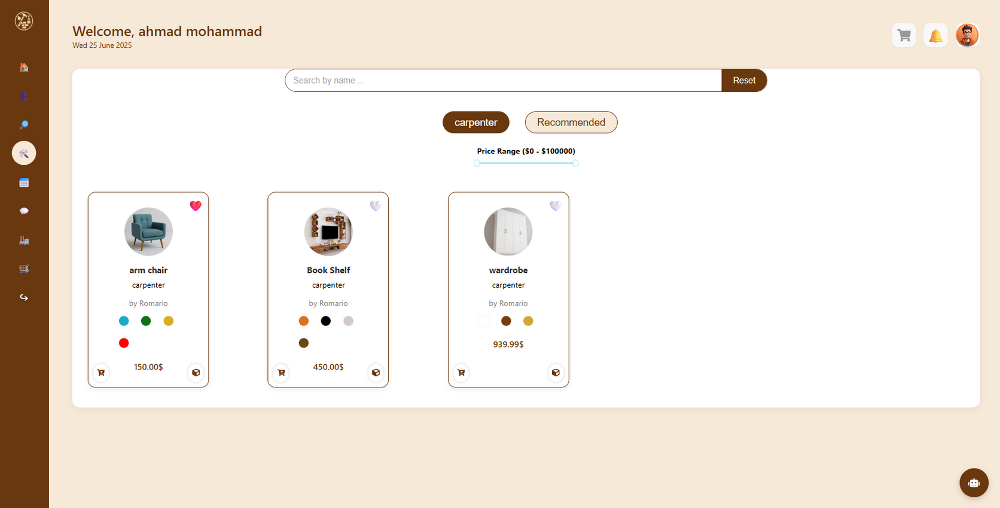 Welcome, ahmad mohammad
Wed 25 June 2025
Search by name ...
Reset
carpenter
Recommended
Price Range ($0 - $100000)
arm chair
carpenter
by Romario
150.00$
Book Shelf
carpenter
by Romario
450.00$
wardrobe
carpenter
by Romario
939.99$